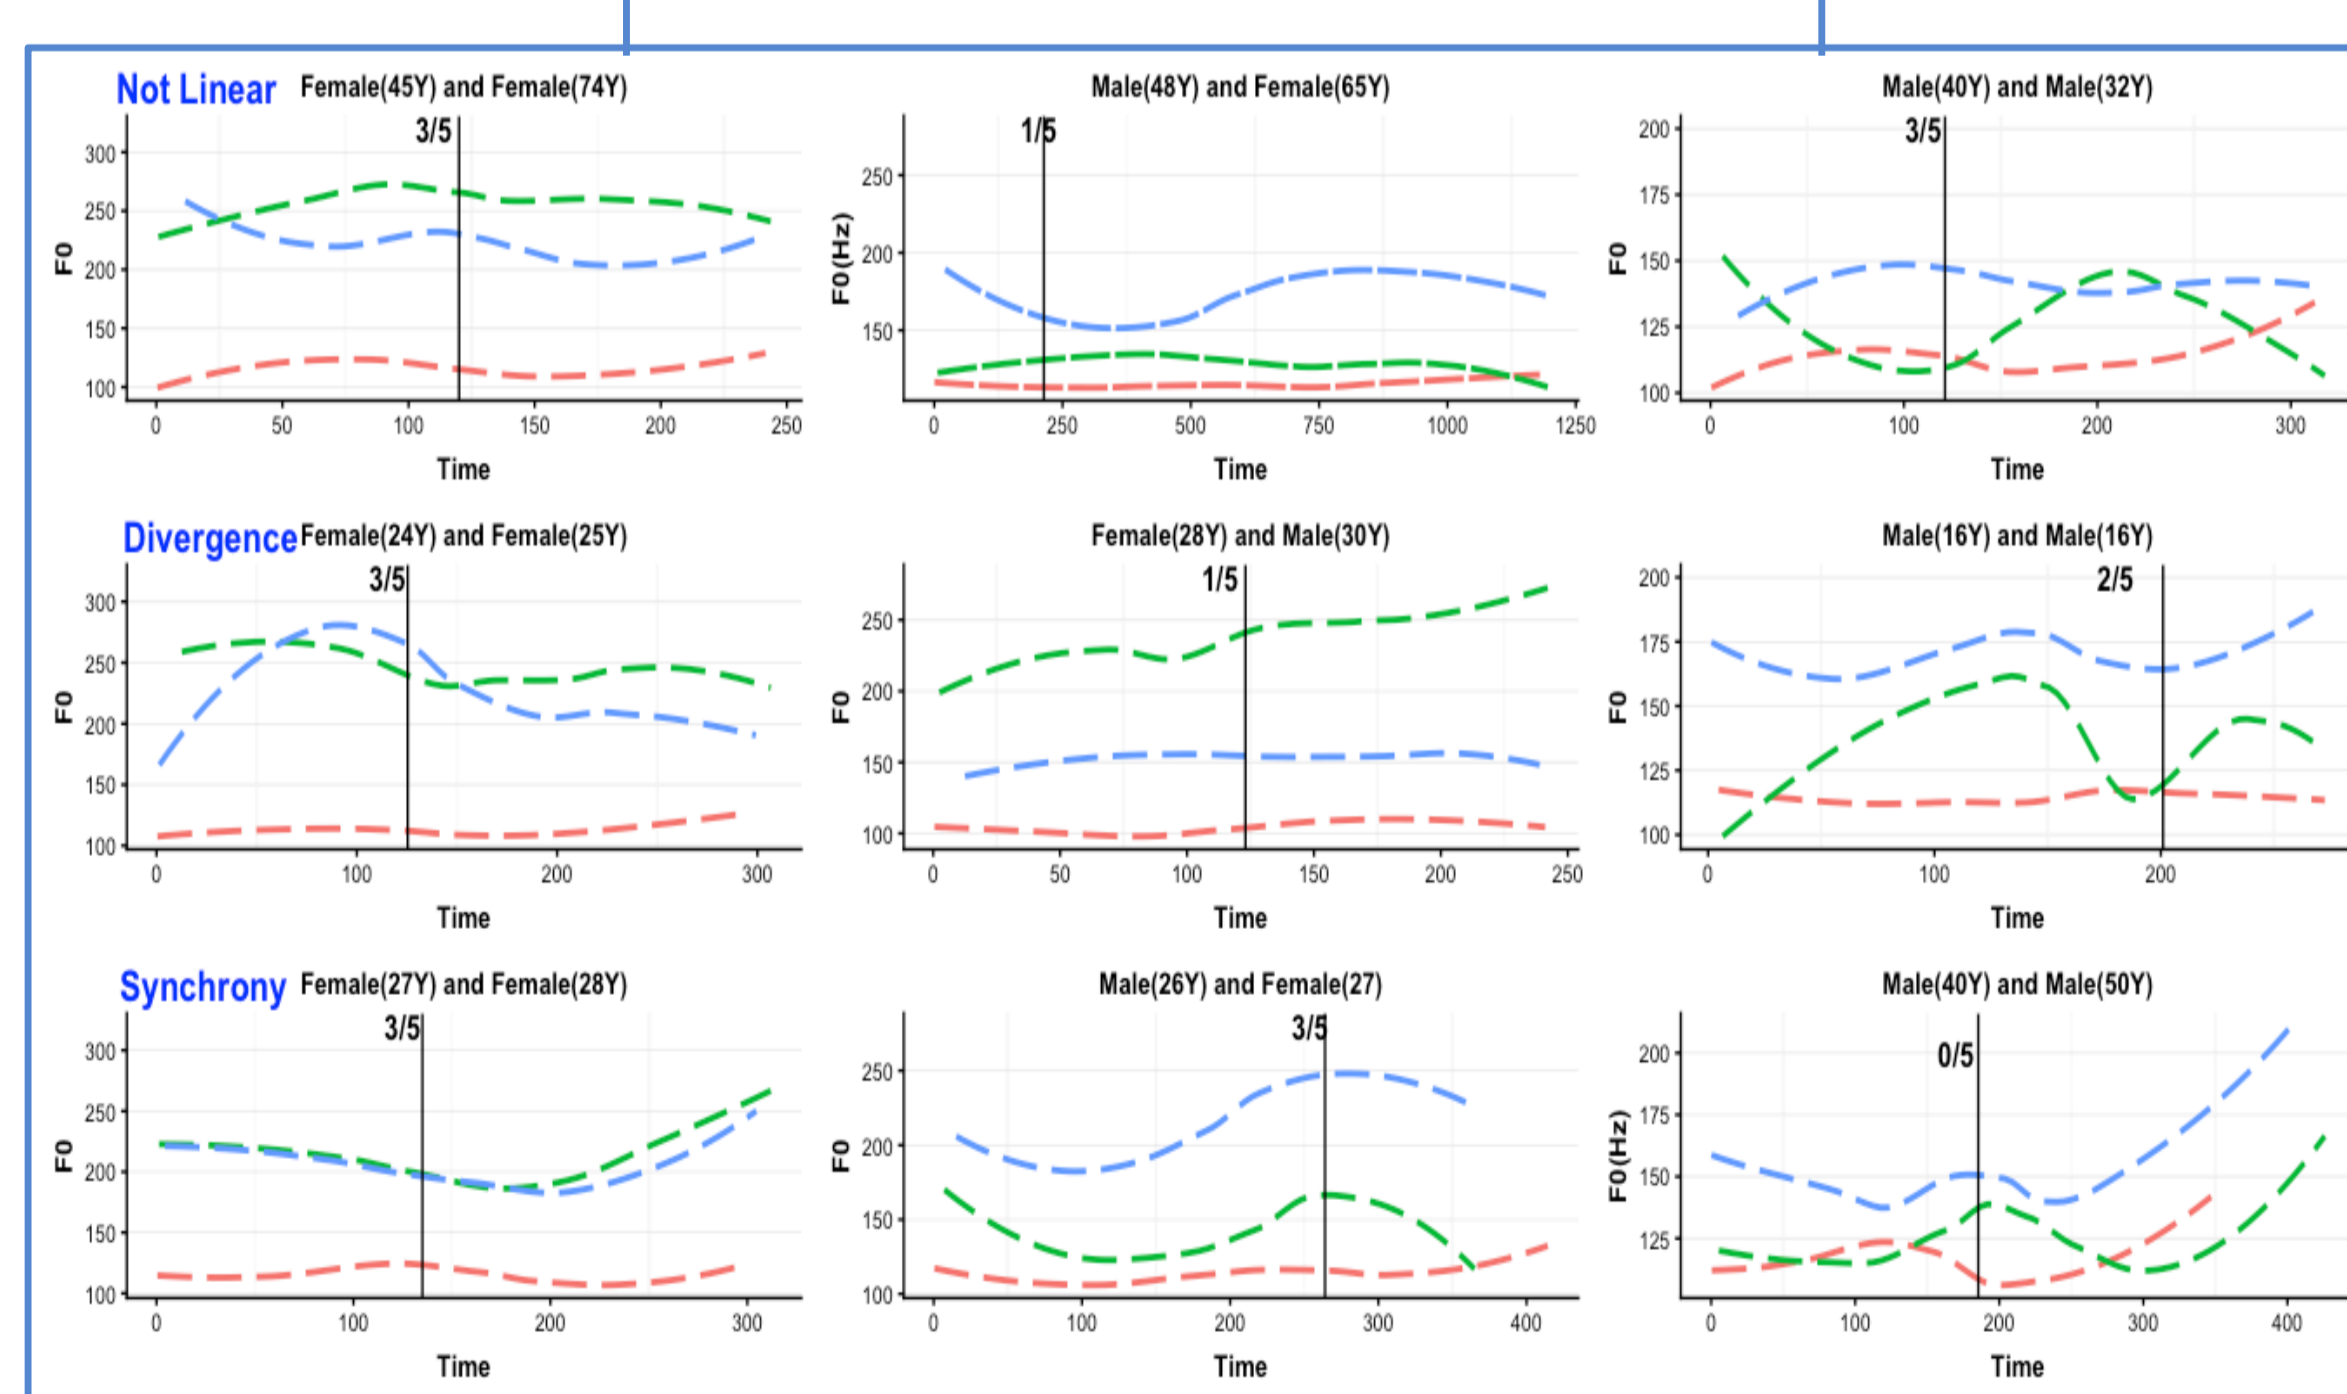 Not Linear Female(45Y) and Female(74Y)
3/5
300
250
200
150
100
F0
0 50 100 150 200 250
Time
Male(48Y) and Female(65Y)
1/5
250
200
150
F0(Hz)
0 250 500 750 1000 1250
Time
Male(40Y) and Male(32Y)
3/5
200
175
150
125
100
F0
0 100 200 300
Time
Divergence Female(24Y) and Female(25Y)
3/5
300
250
200
150
100
F0
0 100 200 300
Time
Female(28Y) and Male(30Y)
1/5
250
200
150
100
F0
0 50 100 150 200 250
Time
Male(16Y) and Male(16Y)
2/5
200
175
150
125
100
F0
0 100 200
Time
Synchrony Female(27Y) and Female(28Y)
3/5
300
250
200
150
100
F0
0 100 200 300
Time
Male(26Y) and Female(27)
3/5
250
200
150
100
F0
0 100 200 300 400
Time
Male(40Y) and Male(50Y)
0/5
200
175
150
125
F0(Hz)
0 100 200 300 400
Time